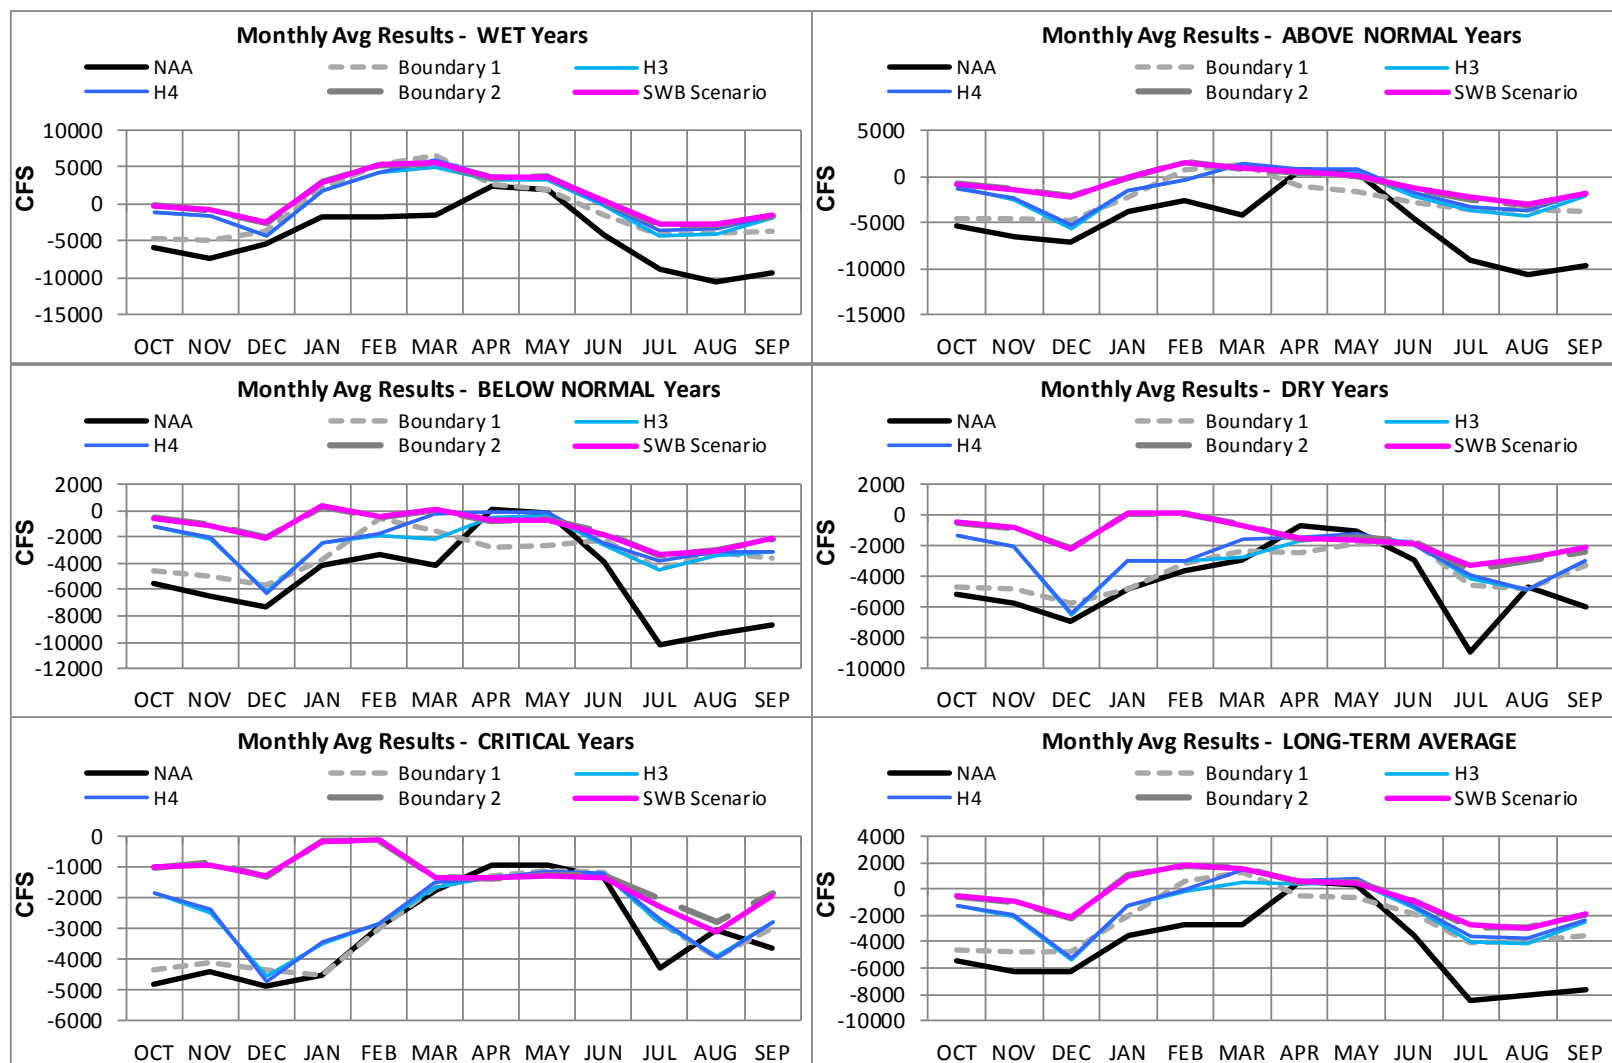 Monthly Avg Results - WET Years
NAA Boundary 1 H3
H4 Boundary 2 SWB Scenario
CFS
10000
5000
0
-5000
-10000
-15000
OCT NOV DEC JAN FEB MAR APR MAY JUN JUL AUG SEP
Monthly Avg Results - ABOVE NORMAL Years
NAA Boundary 1 H3
H4 Boundary 2 SWB Scenario
CFS
5000
0
-5000
-10000
-15000
OCT NOV DEC JAN FEB MAR APR MAY JUN JUL AUG SEP
Monthly Avg Results - BELOW NORMAL Years
NAA Boundary 1 H3
H4 Boundary 2 SWB Scenario
CFS
2000
0
-2000
-4000
-6000
-8000
-10000
-12000
OCT NOV DEC JAN FEB MAR APR MAY JUN JUL AUG SEP
Monthly Avg Results - DRY Years
NAA Boundary 1 H3
H4 Boundary 2 SWB Scenario
CFS
2000
0
-2000
-4000
-6000
-8000
-10000
OCT NOV DEC JAN FEB MAR APR MAY JUN JUL AUG SEP
Monthly Avg Results - CRITICAL Years
NAA Boundary 1 H3
H4 Boundary 2 SWB Scenario
CFS
0
-1000
-2000
-3000
-4000
-5000
-6000
OCT NOV DEC JAN FEB MAR APR MAY JUN JUL AUG SEP
Monthly Avg Results - LONG-TERM AVERAGE
NAA Boundary 1 H3
H4 Boundary 2 SWB Scenario
CFS
4000
2000
0
-2000
-4000
-6000
-8000
-10000
OCT NOV DEC JAN FEB MAR APR MAY JUN JUL AUG SEP